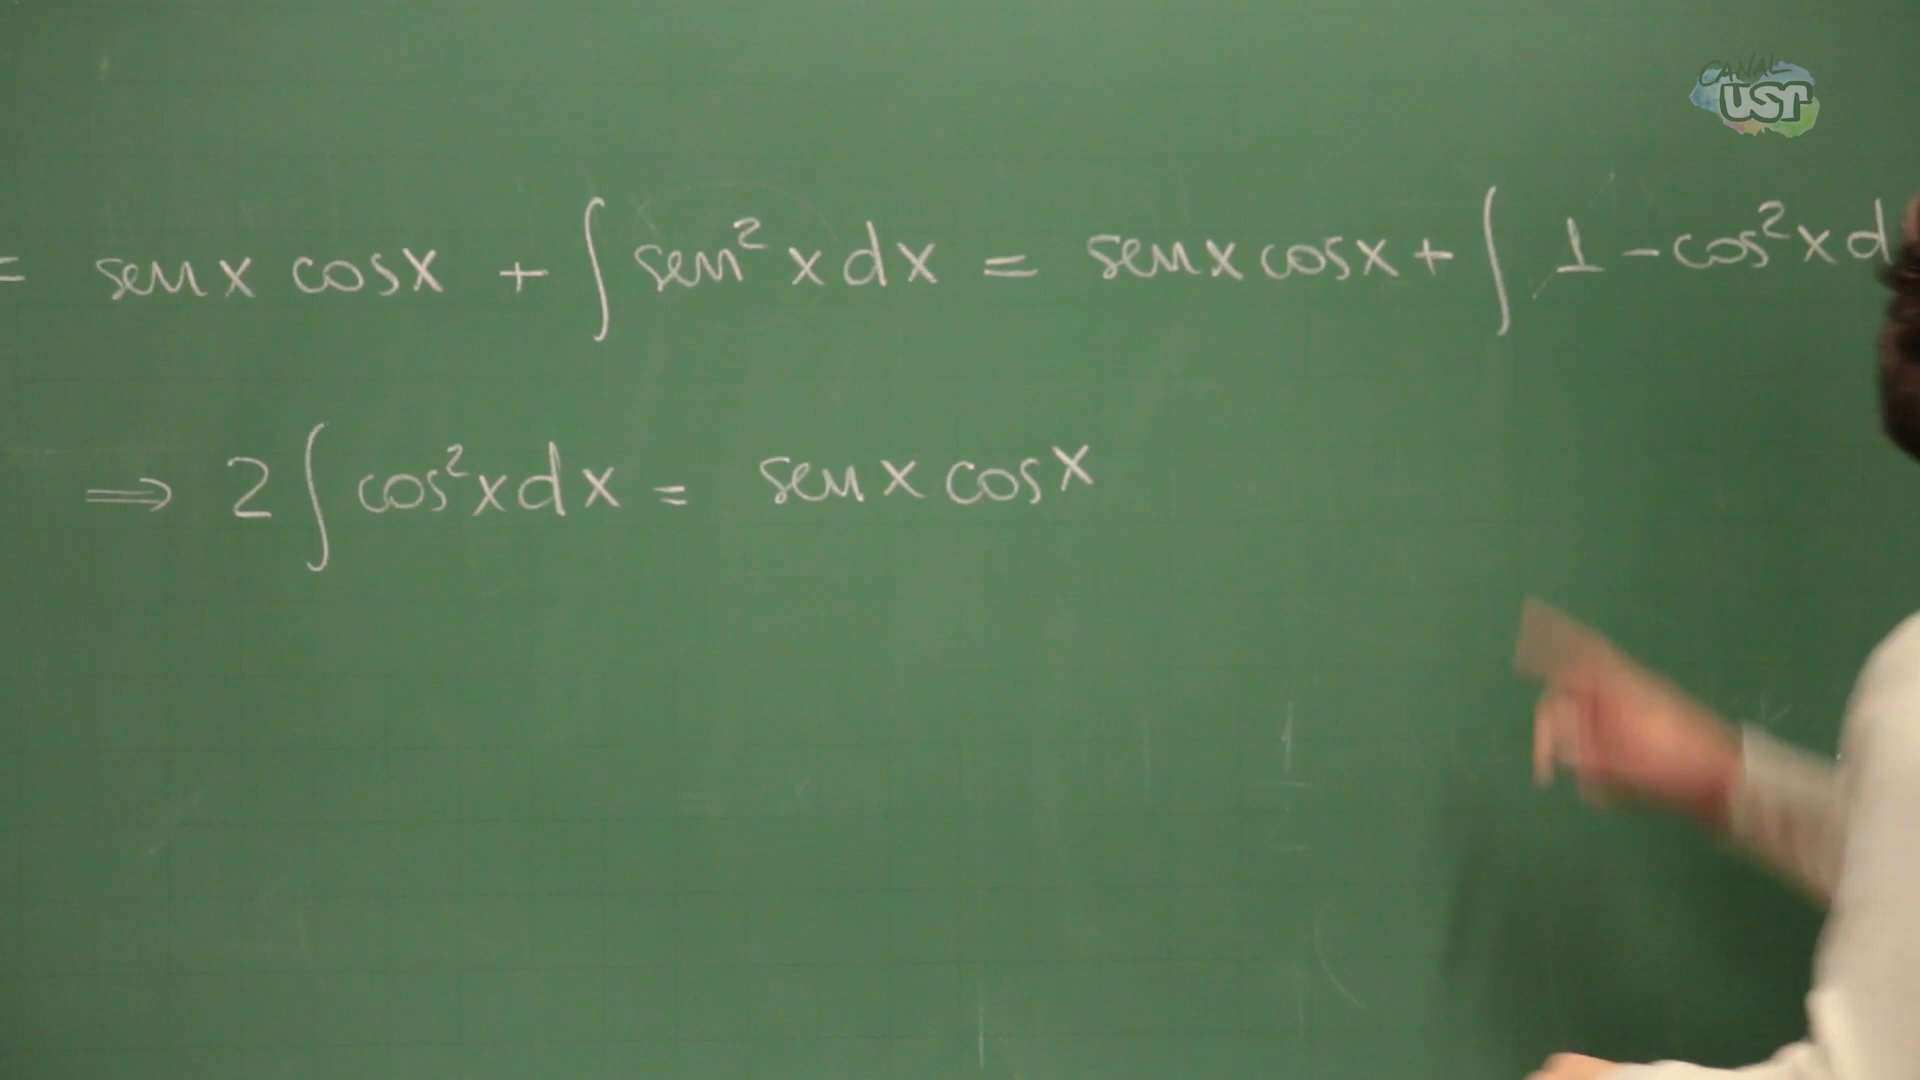 CANAL
USP
= sen x cos x + ∫ sen² x dx = sen x cos x + ∫ 1 - cos² x d
⇒ 2 ∫ cos² x dx = sen x cos x